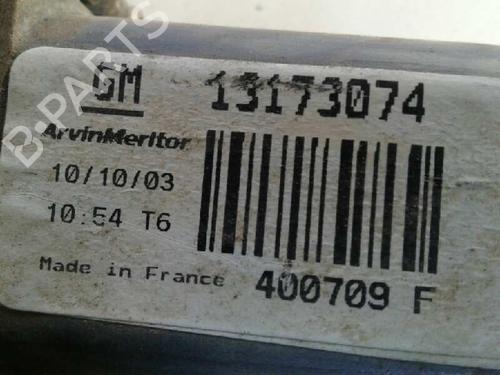 GM 13173074
ArvinMeritor
10/10/03
10:54 T6
Made in France 400709 F
B-PARTS